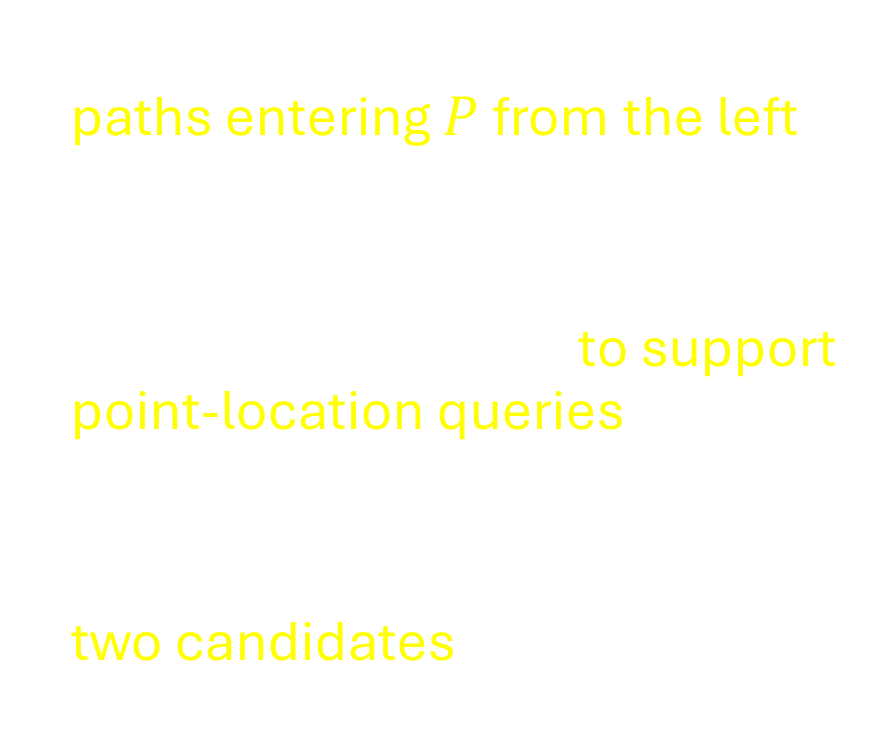 paths entering P from the left
to support
point-location queries
two candidates